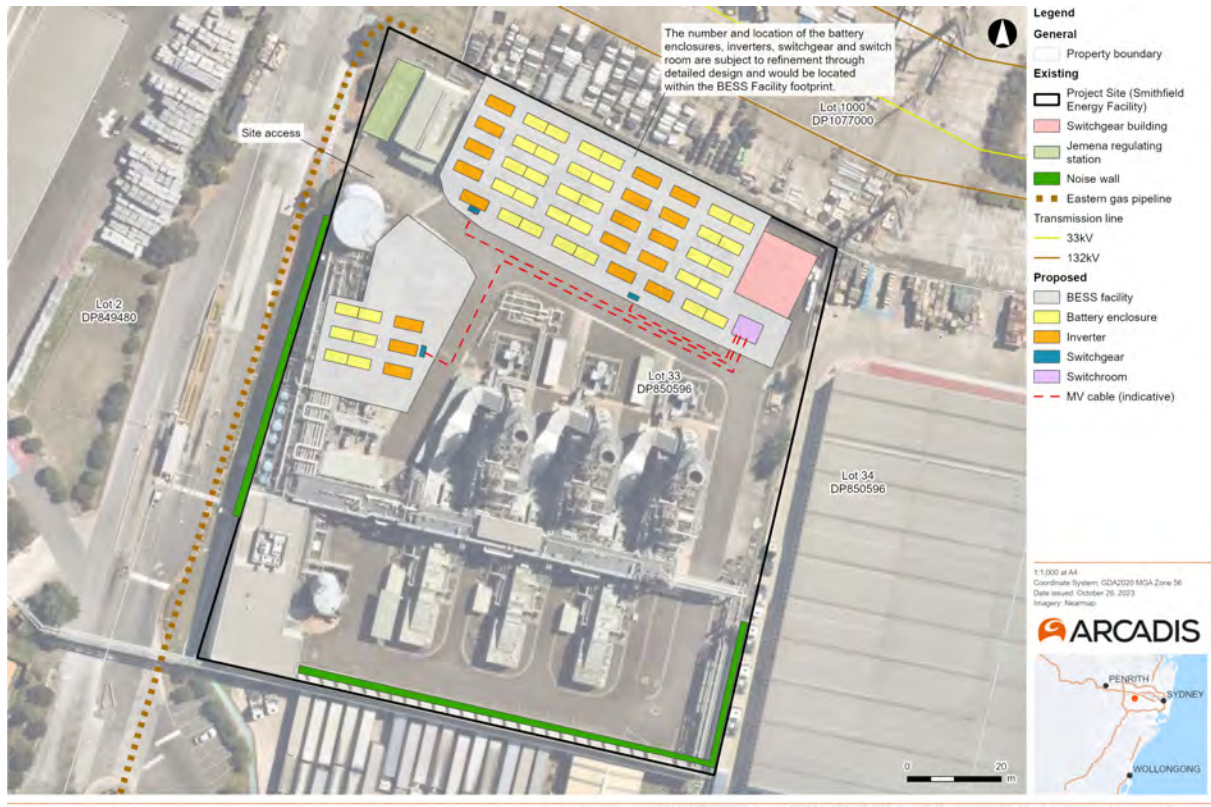 The number and location of the battery
enclosures, inverters, switchgear and switch
room are subject to refinement through
detailed design and would be located
within the BESS Facility footprint.
Lot 1000
DP1077000
Site access
Lot 2
DP849480
Lot 33
DP850596
Lot 34
DP850596
0 20
m
Legend
General
Property boundary
Existing
Project Site (Smithfield
Energy Facility)
Switchgear building
Jemena regulating
station
Noise wall
Eastern gas pipeline
Transmission line
33kV
132kV
Proposed
BESS facility
Battery enclosure
Inverter
Switchgear
Switchroom
MV cable (indicative)
1:1,000 at A4
Coordinate System: GDA2020 MGA Zone 56
Date issued: October 26, 2023
Imagery: Nearmap
ARCADIS
PENRITH
SYDNEY
WOLLONGONG